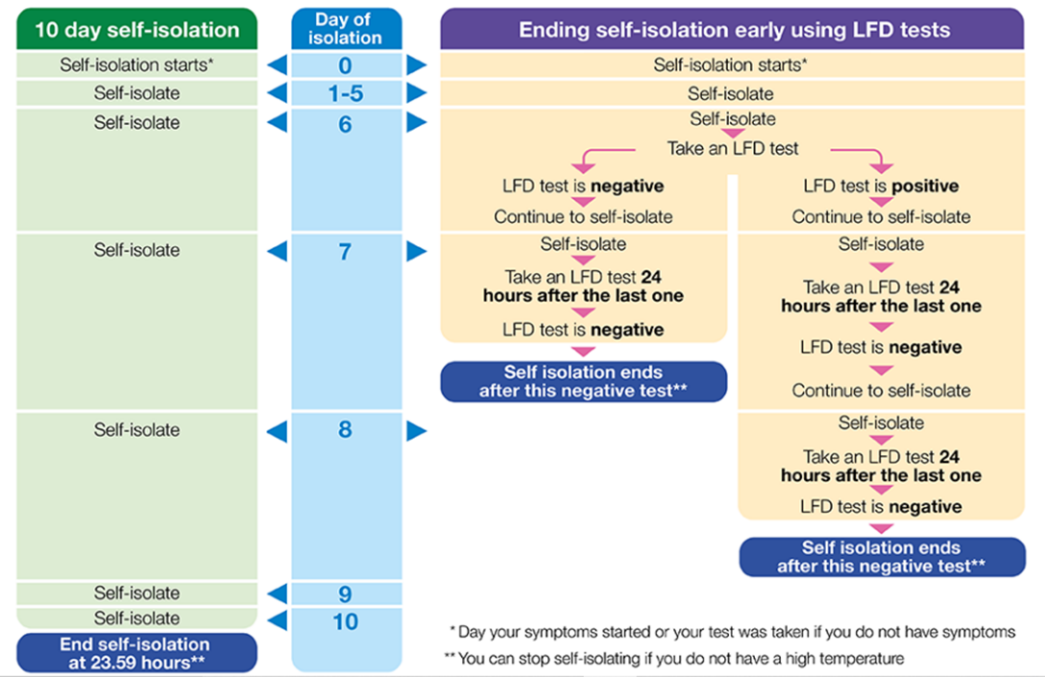 10 day self-isolation
Day of
isolation
Ending self-isolation early using LFD tests
Self-isolation starts*
0
Self-isolation starts*
Self-isolate
1-5
Self-isolate
Self-isolate
6
Self-isolate
Take an LFD test
LFD test is negative
LFD test is positive
Continue to self-isolate
Continue to self-isolate
Self-isolate
7
Self-isolate
Self-isolate
Take an LFD test 24
hours after the last one
Take an LFD test 24
hours after the last one
LFD test is negative
LFD test is negative
Self isolation ends
after this negative test**
Continue to self-isolate
Self-isolate
8
Self-isolate
Take an LFD test 24
hours after the last one
LFD test is negative
Self isolation ends
after this negative test**
Self-isolate
9
Self-isolate
10
End self-isolation
at 23.59 hours**
* Day your symptoms started or your test was taken if you do not have symptoms
** You can stop self-isolating if you do not have a high temperature